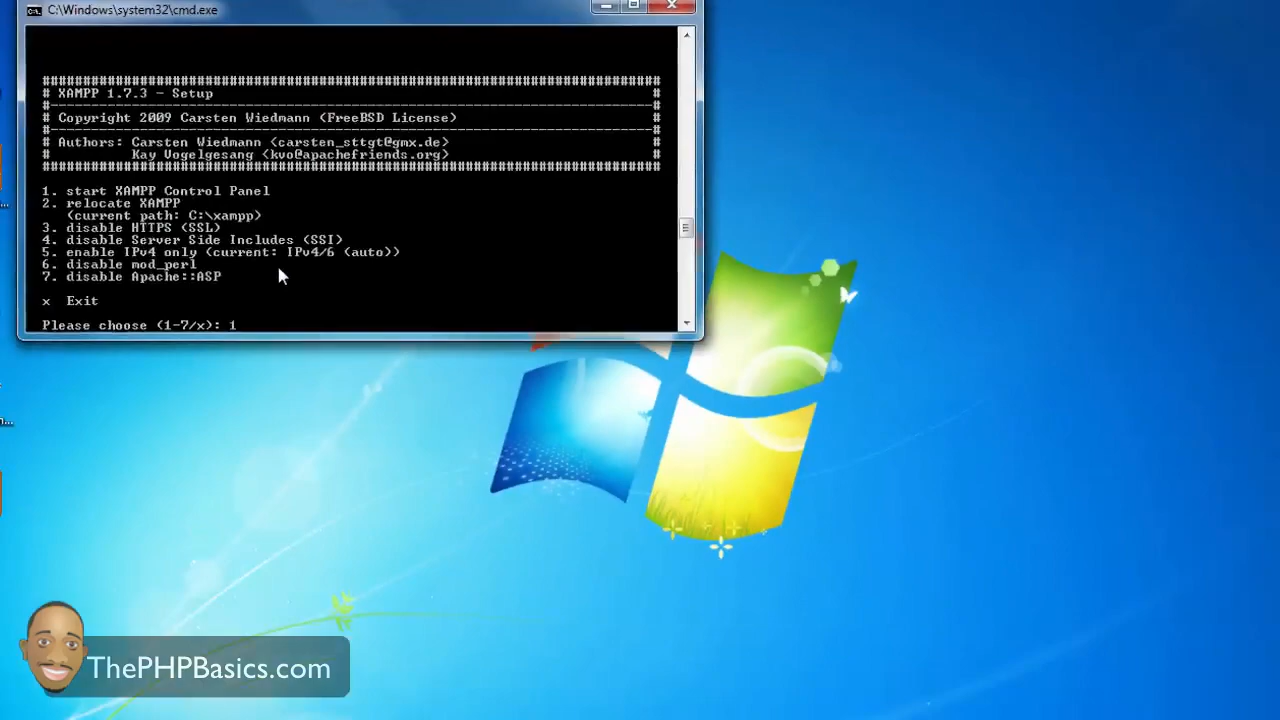 C:\Windows\system32\cmd.exe
###############################################################################
# XAMPP 1.7.3 - Setup #
#-----------------------------------------------------------------------------#
# Copyright 2009 Carsten Wiedmann (FreeBSD License) #
#-----------------------------------------------------------------------------#
# Authors: Carsten Wiedmann <carsten_sttgt@gmx.de> #
# Kay Vogelgesang <kvo@apachefriends.org> #
###############################################################################
1. start XAMPP Control Panel
2. relocate XAMPP
(current path: C:\xampp)
3. disable HTTPS (SSL)
4. disable Server Side Includes (SSI)
5. enable IPv4 only (current: IPv4/6 (auto))
6. disable mod_perl
7. disable Apache::ASP
x Exit
Please choose (1-7/x): 1
ThePHPBasics.com